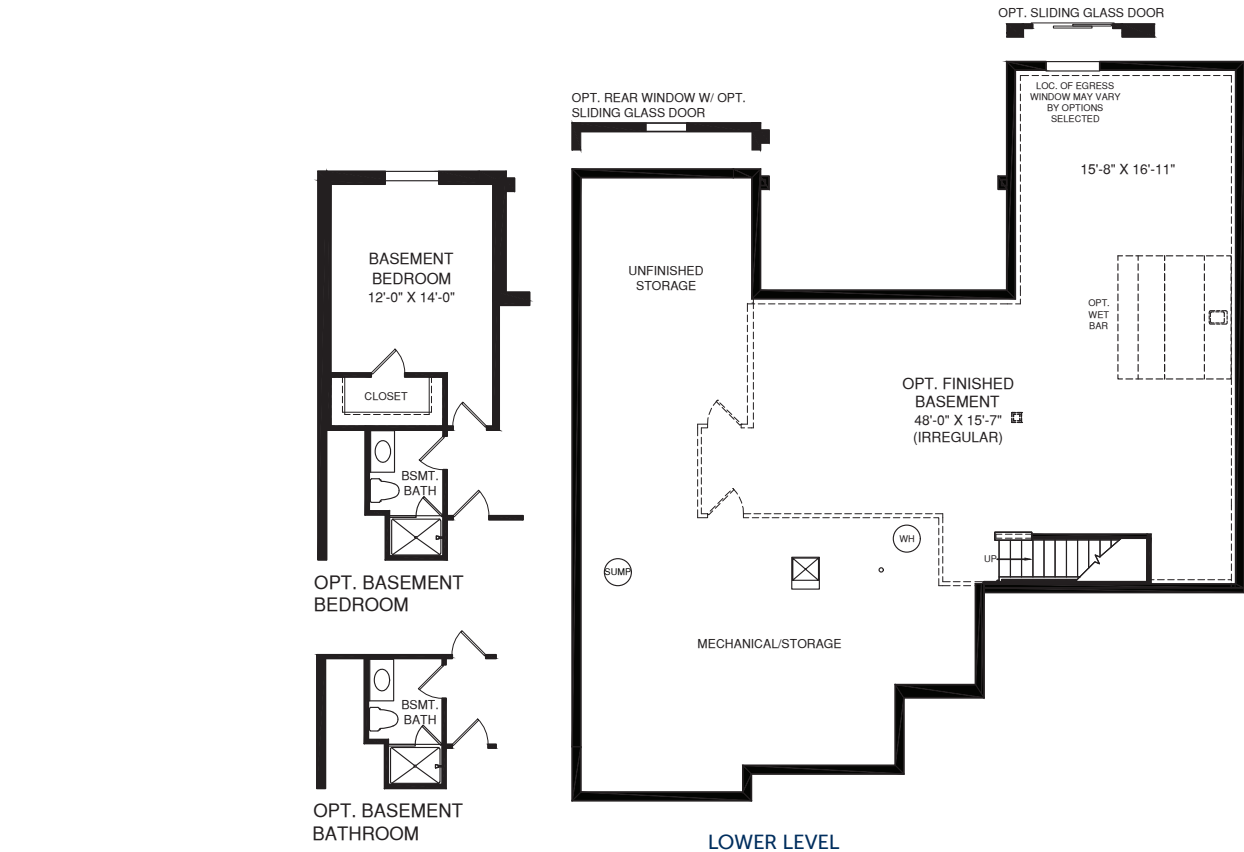 OPT. SLIDING GLASS DOOR
LOC. OF EGRESS
WINDOW MAY VARY
BY OPTIONS
SELECTED
OPT. REAR WINDOW W/ OPT.
SLIDING GLASS DOOR
15'-8" X 16'-11"
BASEMENT
BEDROOM
12'-0" X 14'-0"
UNFINISHED
STORAGE
OPT.
WET
BAR
CLOSET
OPT. FINISHED
BASEMENT
48'-0" X 15'-7"
(IRREGULAR)
BSMT.
BATH
WH
UP
SUMP
OPT. BASEMENT
BEDROOM
MECHANICAL/STORAGE
BSMT.
BATH
OPT. BASEMENT
BATHROOM
LOWER LEVEL